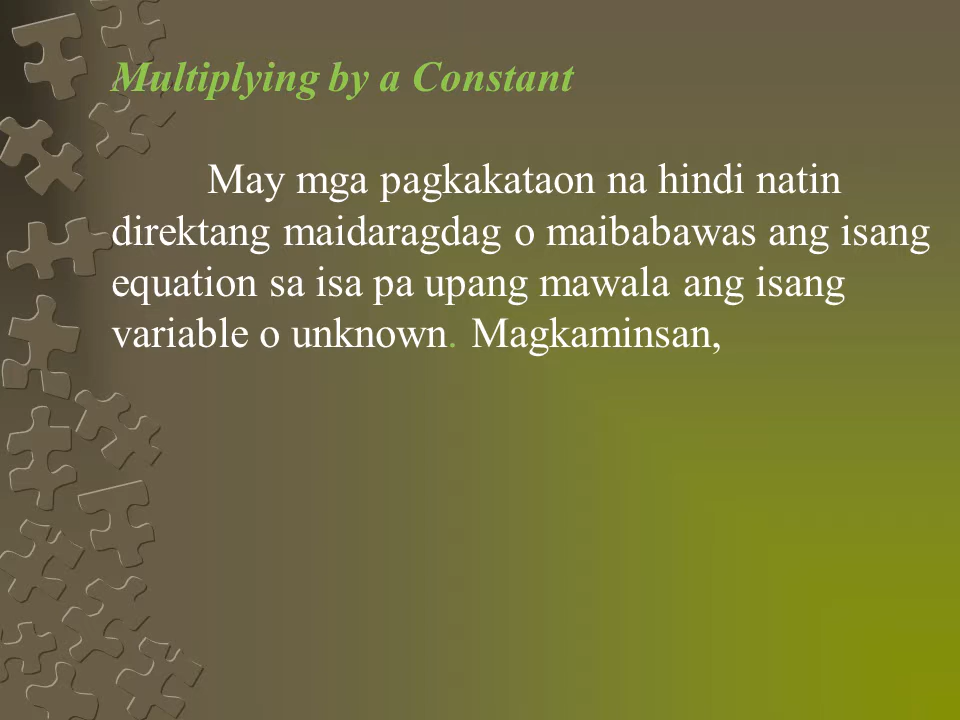 Multiplying by a Constant
May mga pagkakataon na hindi natin
direktang maidaragdag o maibabawas ang isang
equation sa isa pa upang mawala ang isang
variable o unknown. Magkaminsan,